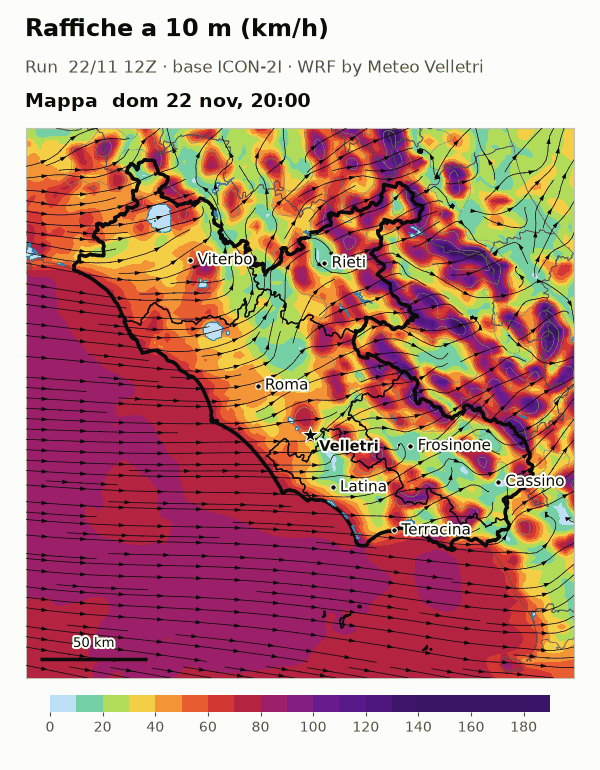 Raffiche a 10 m (km/h)
Run 22/11 12Z · base ICON-2I · WRF by Meteo Velletri
Mappa dom 22 nov, 20:00
Viterbo
Rieti
Roma
Velletri
Frosinone
Cassino
Latina
Terracina
50 km
0 20 40 60 80 100 120 140 160 180